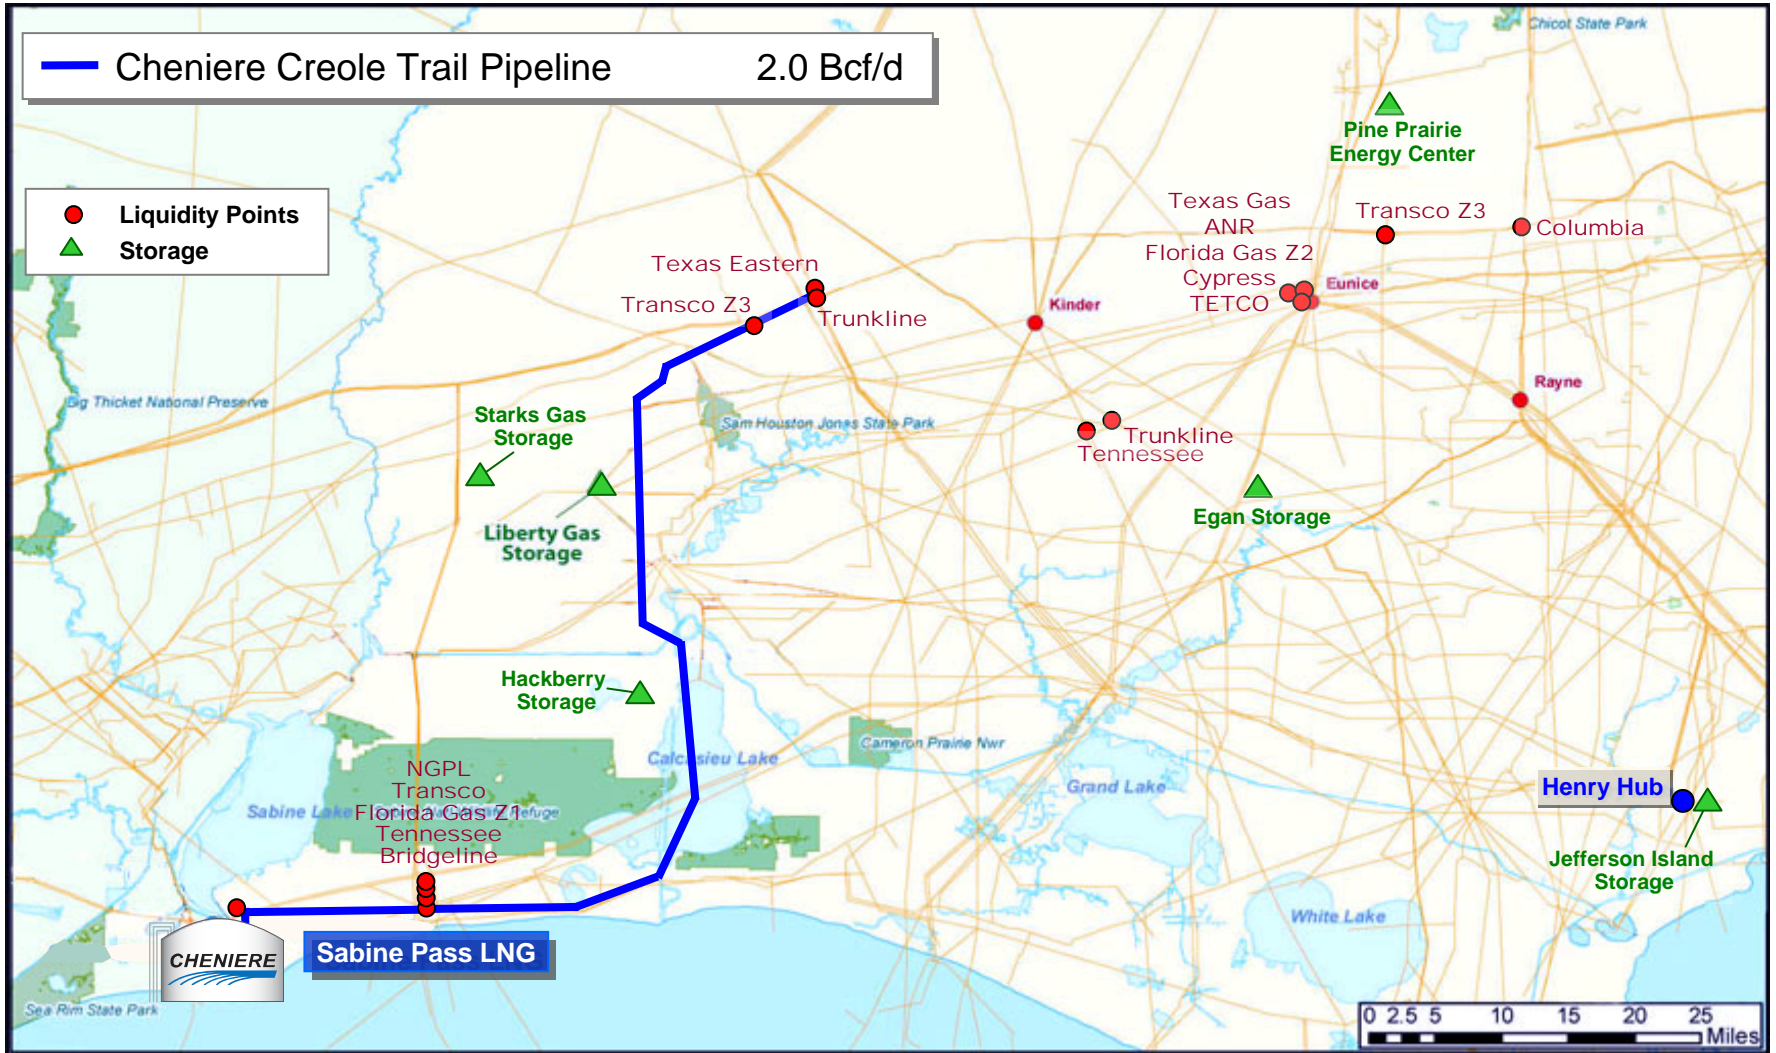 Chicot State Park
Cheniere Creole Trail Pipeline 2.0 Bcf/d
Pine Prairie
Energy Center
Liquidity Points
Storage
Texas Gas
ANR
Florida Gas Z2
Cypress
TETCO
Transco Z3
Columbia
Eunice
Texas Eastern
Transco Z3
Trunkline
Kinder
Rayne
Big Thicket National Preserve
Starks Gas
Storage
Sam Houston Jones State Park
Trunkline
Tennessee
Liberty Gas
Storage
Egan Storage
Hackberry
Storage
Calcasieu Lake
Cameron Prairie Nwr
Grand Lake
Henry Hub
NGPL
Transco
Sabine Lake
Florida Gas Z1
Refuge
Tennessee
Bridgeline
Jefferson Island
Storage
White Lake
CHENIERE
Sabine Pass LNG
Sea Rim State Park
0 2.5 5 10 15 20 25
Miles